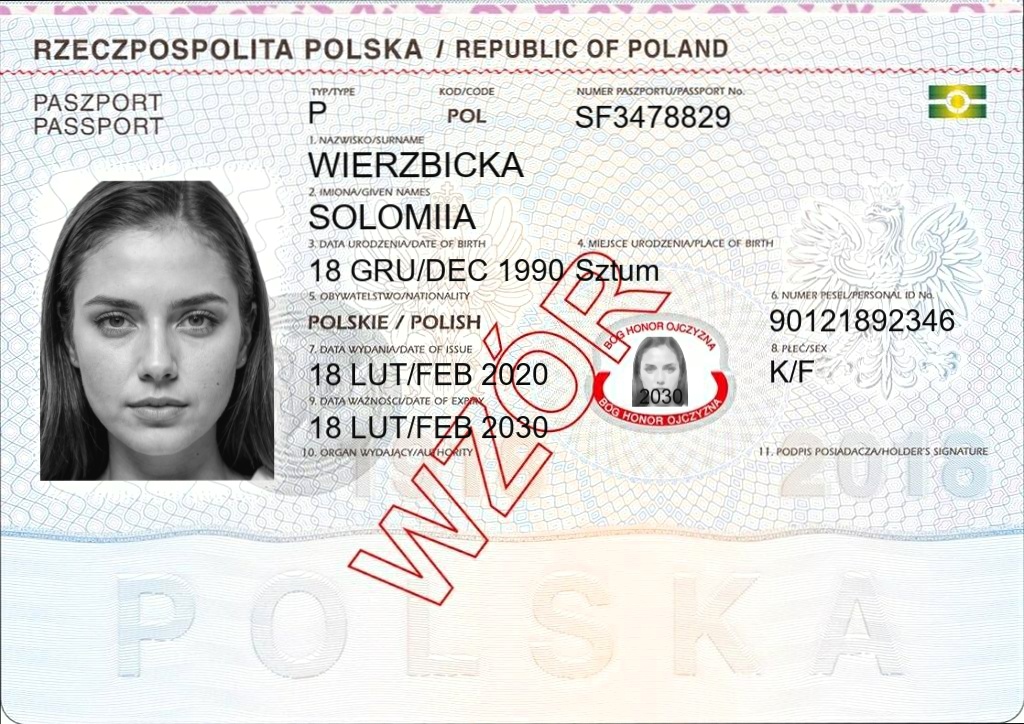 RZECZPOSPOLITA POLSKA / REPUBLIC OF POLAND
PASZPORT
PASSPORT
TYP/TYPE
P
KOD/CODE
POL
NUMER PASZPORTU/PASSPORT No.
SF3478829
1. NAZWISKO/SURNAME
WIERZBICKA
2. IMIONA/GIVEN NAMES
SOLOMIIA
3. DATA URODZENIA/DATE OF BIRTH
18 GRU/DEC 1990
4. MIEJSCE URODZENIA/PLACE OF BIRTH
Sztum
5. OBYWATELSTWO/NATIONALITY
POLSKIE / POLISH
6. NUMER PESEL/PERSONAL ID No.
90121892346
7. DATA WYDANIA/DATE OF ISSUE
18 LUT/FEB 2020
8. PŁEĆ/SEX
K/F
9. DATA WAŻNOŚCI/DATE OF EXPIRY
18 LUT/FEB 2030
10. ORGAN WYDAJĄCY/AUTHORITY
11. PODPIS POSIADACZA/HOLDER'S SIGNATURE
BÓG HONOR OJCZYZNA
2030
BÓG HONOR OJCZYZNA
WZÓR
2018
POLSKA